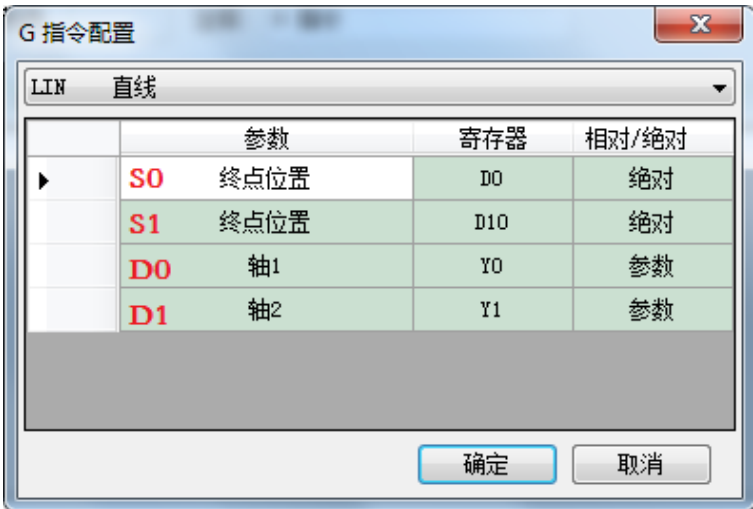 G 指令配置
LIN 直线
参数 寄存器 相对/绝对
S0 终点位置 D0 绝对
S1 终点位置 D10 绝对
D0 轴1 Y0 参数
D1 轴2 Y1 参数
确定 取消